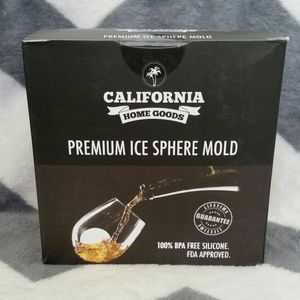 PREMIUM ICE SPHERE MOLD
CALIFORNIA
HOME GOODS
PREMIUM ICE SPHERE MOLD
LIFETIME
GUARANTEE
100% BPA FREE SILICONE.
FDA APPROVED.